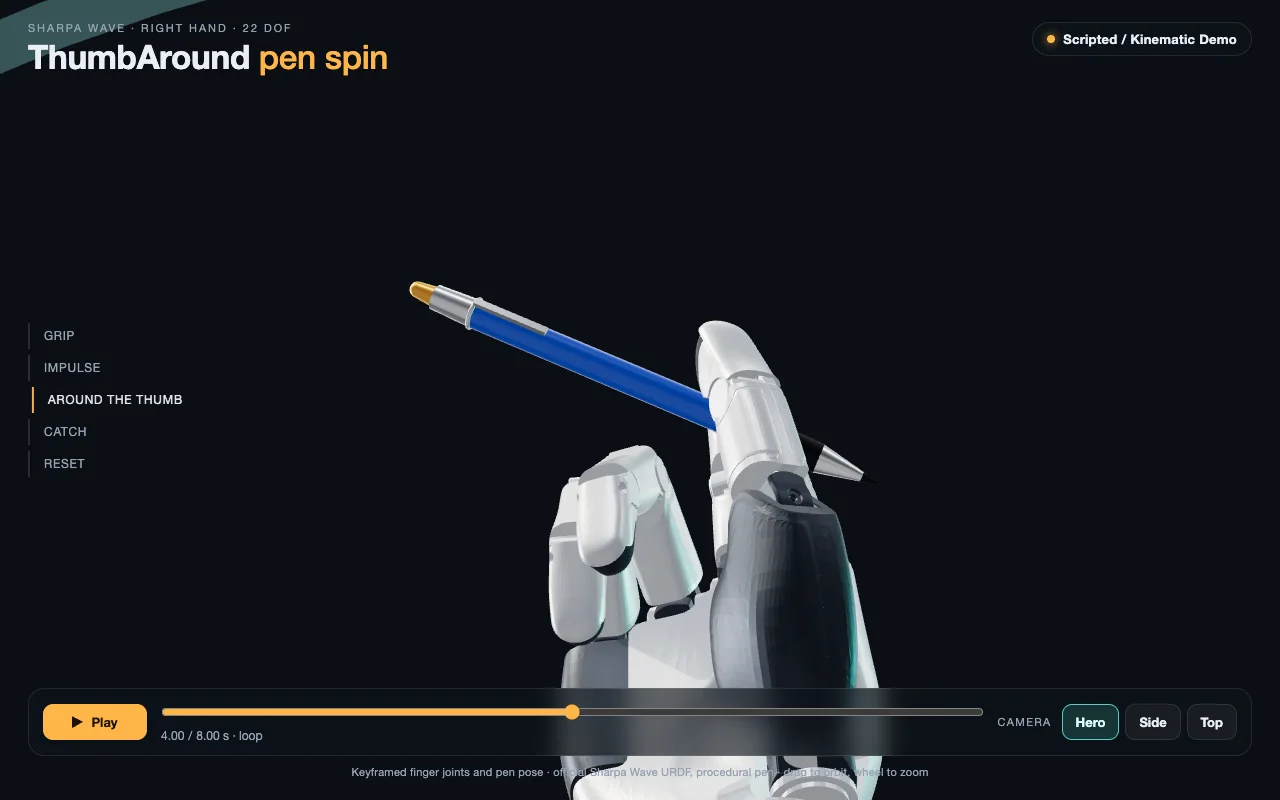 SHARPA WAVE · RIGHT HAND · 22 DOF
ThumbAround pen spin
Scripted / Kinematic Demo
GRIP
IMPULSE
AROUND THE THUMB
CATCH
RESET
Play
4.00 / 8.00 s · loop
CAMERA
Hero
Side
Top
Keyframed finger joints and pen pose · official Sharpa Wave URDF, procedural pen · drag to orbit, wheel to zoom